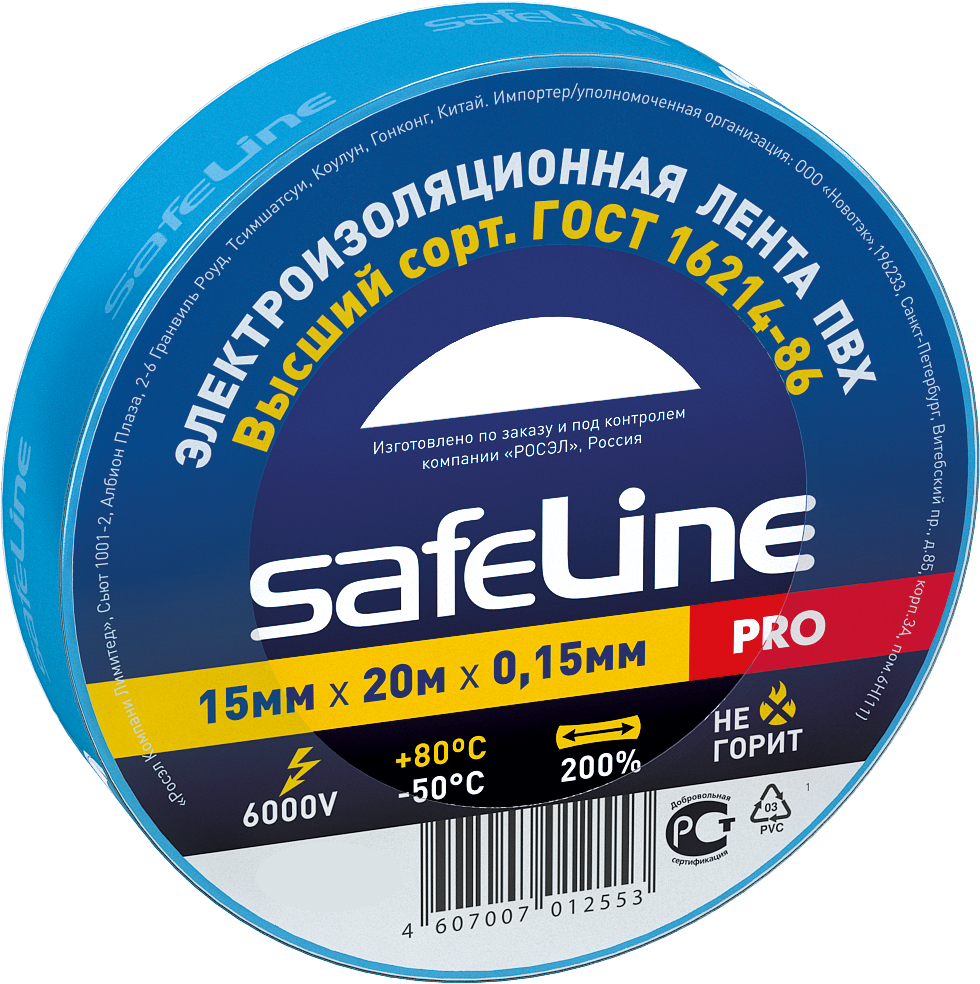 safeLine
safeLine
safeLine
«Росэл Компани Лимитед», Сьют 1001-2, Албион Плаза, 2-6 Гранвиль Роуд, Тсимшатсуи, Коулун, Гонконг, Китай. Импортер/уполномоченная организация: ООО «Новотэк», 196233, Санкт-Петербург, Витебский пр., д.85, корп.3А, пом.6Н(11)
ЭЛЕКТРОИЗОЛЯЦИОННАЯ ЛЕНТА ПВХ
Высший сорт. ГОСТ 16214-86
Изготовлено по заказу и под контролем
компании «РОСЭЛ», Россия
safeLine
PRO
15мм x 20м x 0,15мм
6000V
+80°C
-50°C
200%
НЕ
ГОРИТ
Добровольная
РСТ
сертификация
03
PVC
1
4 607007 012553